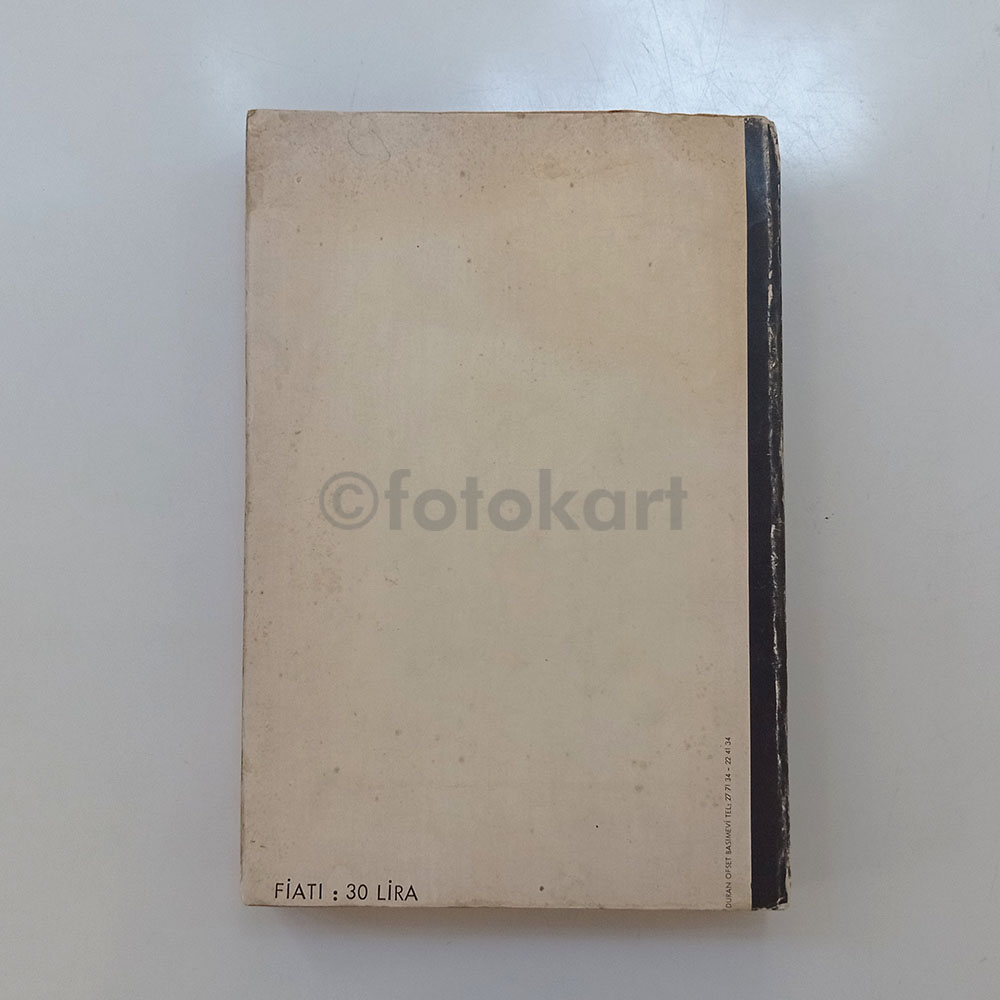 ©fotokart
FİATI : 30 LİRA
DURAN OFSET BASIMEVİ TEL: 27 71 34 - 22 41 34